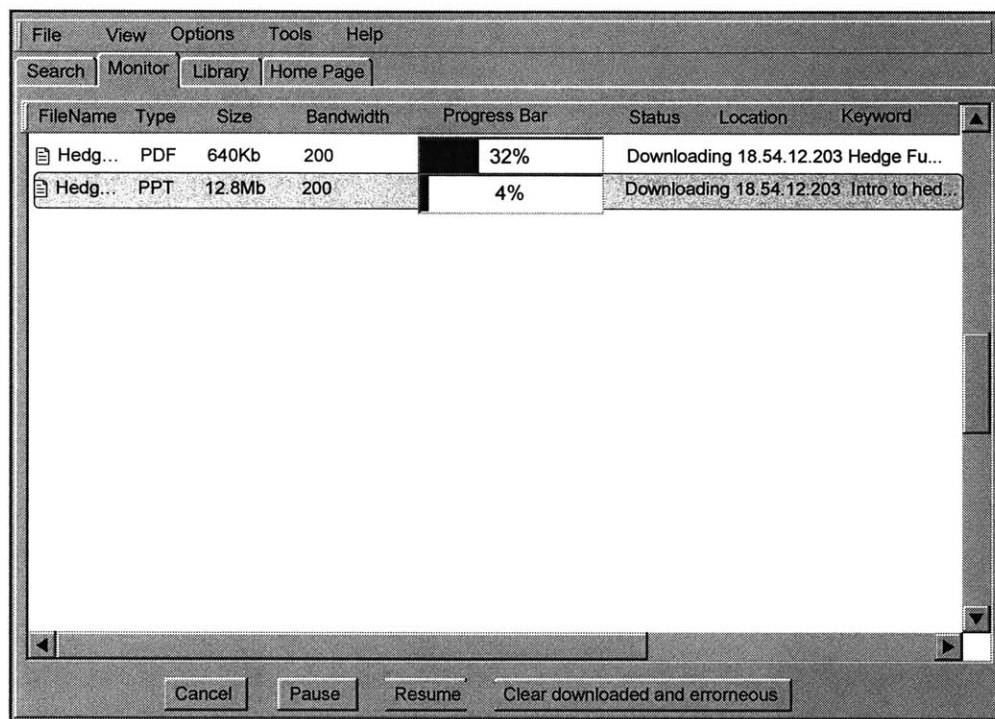 File View Options Tools Help
Search Monitor Library Home Page
FileName Type Size Bandwidth Progress Bar Status Location Keyword
Hedg... PDF 640Kb 200 32% Downloading 18.54.12.203 Hedge Fu...
Hedg... PPT 12.8Mb 200 4% Downloading 18.54.12.203 Intro to hed...
Cancel Pause Resume Clear downloaded and errorneous